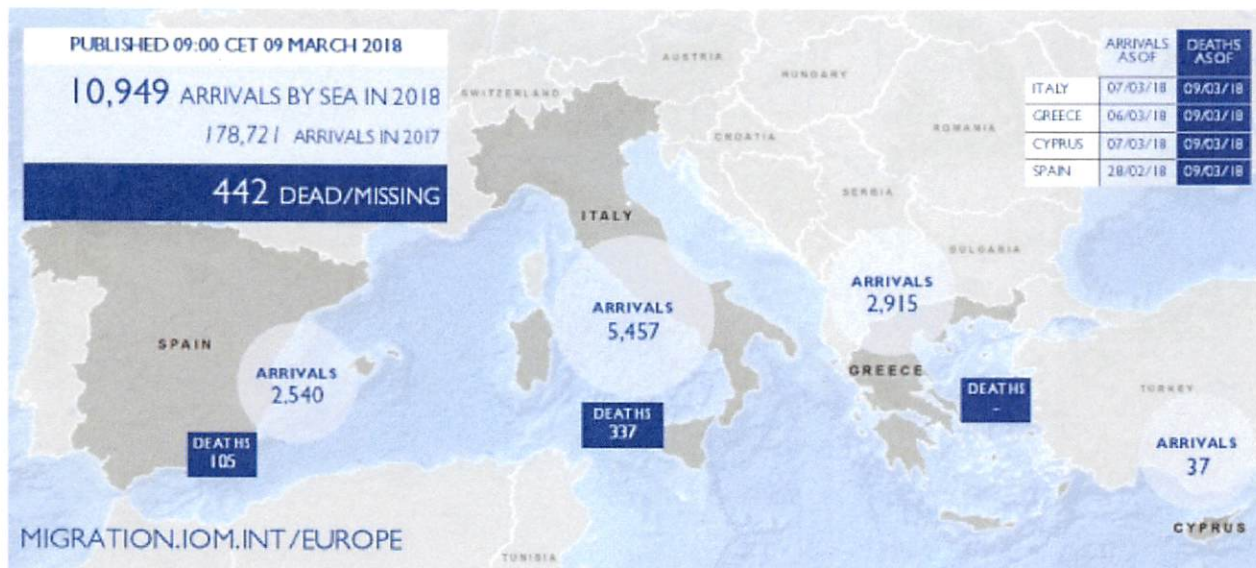 PUBLISHED 09:00 CET 09 MARCH 2018
10,949 ARRIVALS BY SEA IN 2018
178,721 ARRIVALS IN 2017
442 DEAD/MISSING
ARRIVALS
AS OF
DEATHS
AS OF
ITALY 07/03/18 09/03/18
GREECE 06/03/18 09/03/18
CYPRUS 07/03/18 09/03/18
SPAIN 28/02/18 09/03/18
AUSTRIA
HUNGARY
SWITZERLAND
CROATIA
ROMANIA
SERBIA
ITALY
BULGARIA
ARRIVALS
2,915
ARRIVALS
5,457
SPAIN
ARRIVALS
2,540
GREECE
DEATHS
-
TURKEY
DEATHS
337
DEATHS
105
ARRIVALS
37
CYPRUS
MIGRATION.IOM.INT/EUROPE
TUNISIA